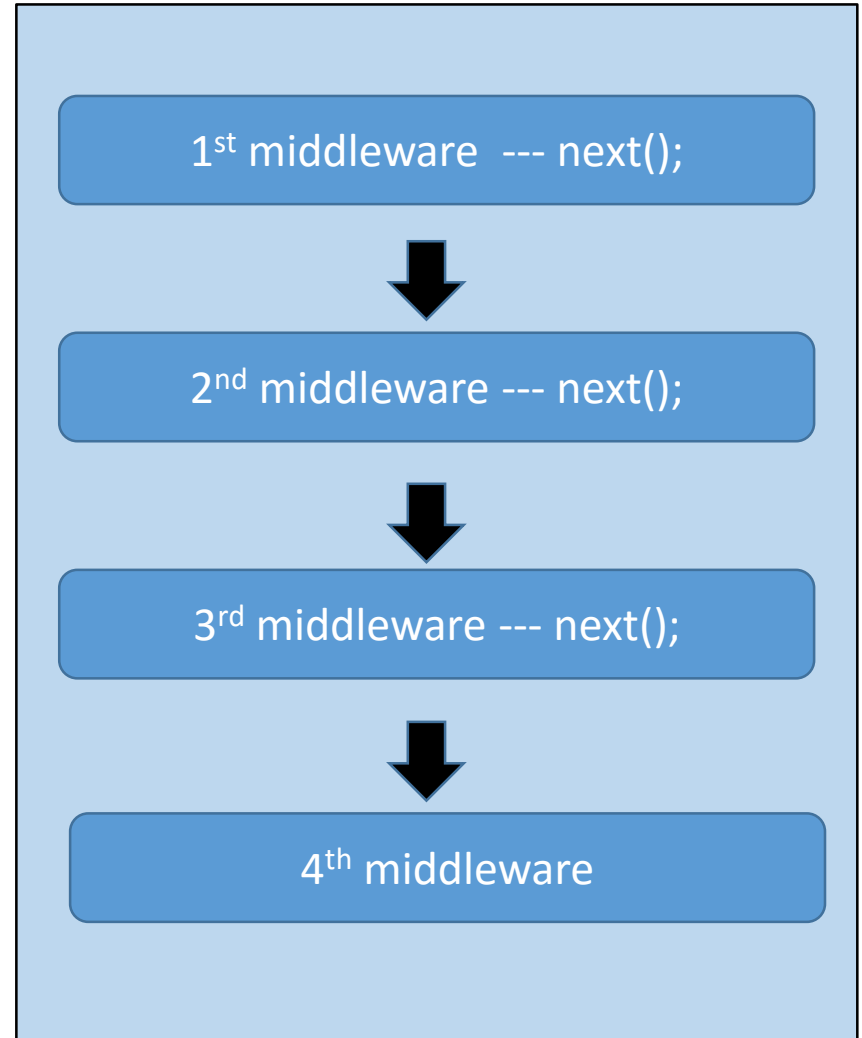 1st middleware --- next();
2nd middleware --- next();
3rd middleware --- next();
4th middleware